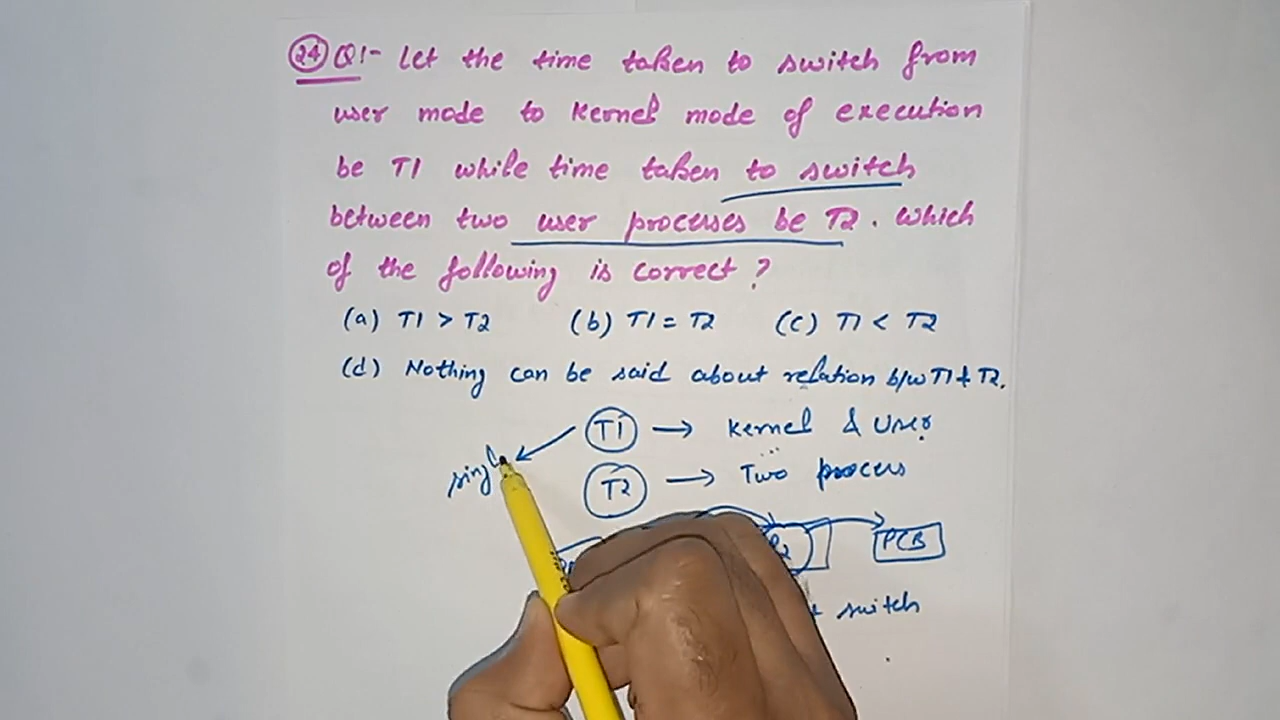 24 Q1- Let the time taken to switch from
user mode to kernel mode of execution
be T1 while time taken to switch
between two user processes be T2. which
of the following is correct?
(a) T1 > T2 (b) T1 = T2 (c) T1 < T2
(d) Nothing can be said about relation b/w T1 & T2.
T1 → kernel & user
T2 → Two process
PCB
switch